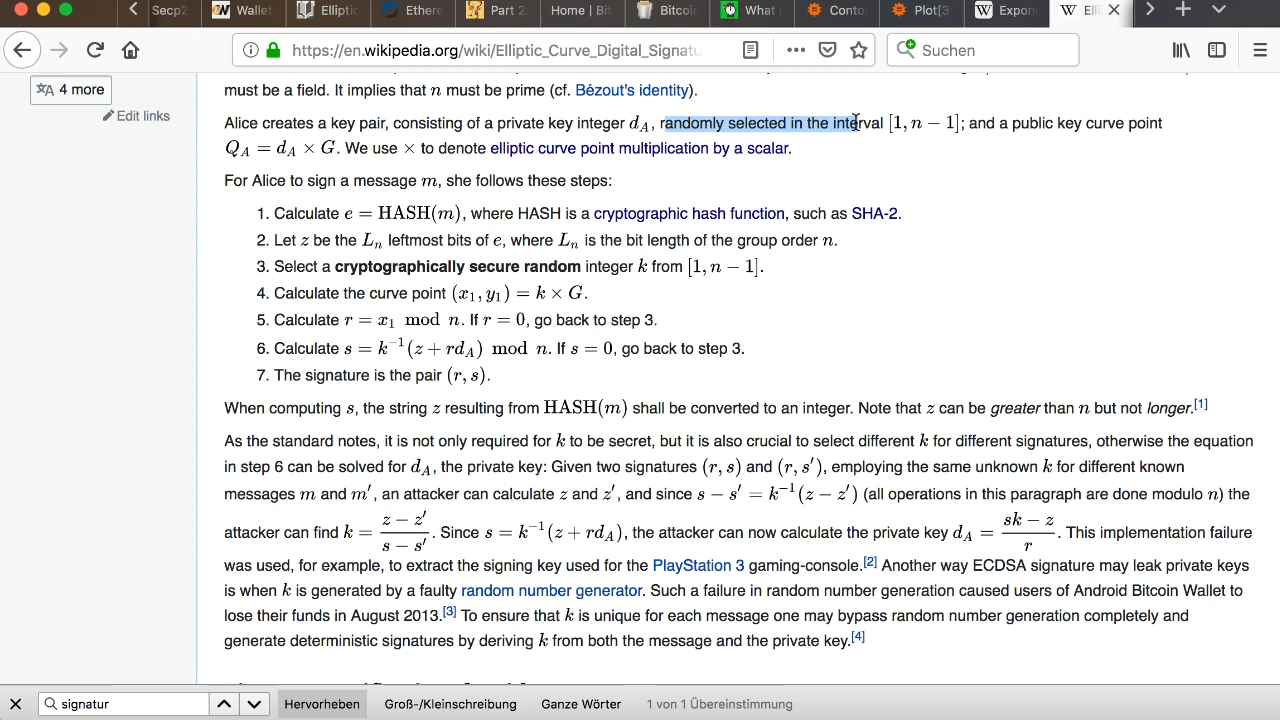 Secp2 Wallet Elliptic Ethere Part 2. Home | Bit Bitcoin What i Conto Plot[3 Expon Elli
https://en.wikipedia.org/wiki/Elliptic_Curve_Digital_Signatu Suchen
4 more
Edit links
must be a field. It implies that n must be prime (cf. Bézout's identity).
Alice creates a key pair, consisting of a private key integer d_A, randomly selected in the interval [1, n − 1]; and a public key curve point
Q_A = d_A × G. We use × to denote elliptic curve point multiplication by a scalar.
For Alice to sign a message m, she follows these steps:
1. Calculate e = HASH(m), where HASH is a cryptographic hash function, such as SHA-2.
2. Let z be the L_n leftmost bits of e, where L_n is the bit length of the group order n.
3. Select a cryptographically secure random integer k from [1, n − 1].
4. Calculate the curve point (x_1, y_1) = k × G.
5. Calculate r = x_1 mod n. If r = 0, go back to step 3.
6. Calculate s = k^−1(z + rd_A) mod n. If s = 0, go back to step 3.
7. The signature is the pair (r, s).
When computing s, the string z resulting from HASH(m) shall be converted to an integer. Note that z can be greater than n but not longer.[1]
As the standard notes, it is not only required for k to be secret, but it is also crucial to select different k for different signatures, otherwise the equation
in step 6 can be solved for d_A, the private key: Given two signatures (r, s) and (r, s′), employing the same unknown k for different known
messages m and m′, an attacker can calculate z and z′, and since s − s′ = k^−1(z − z′) (all operations in this paragraph are done modulo n) the
attacker can find k = (z − z′)/(s − s′). Since s = k^−1(z + rd_A), the attacker can now calculate the private key d_A = (sk − z)/r. This implementation failure
was used, for example, to extract the signing key used for the PlayStation 3 gaming-console.[2] Another way ECDSA signature may leak private keys
is when k is generated by a faulty random number generator. Such a failure in random number generation caused users of Android Bitcoin Wallet to
lose their funds in August 2013.[3] To ensure that k is unique for each message one may bypass random number generation completely and
generate deterministic signatures by deriving k from both the message and the private key.[4]
signatur Hervorheben Groß-/Kleinschreibung Ganze Wörter 1 von 1 Übereinstimmung